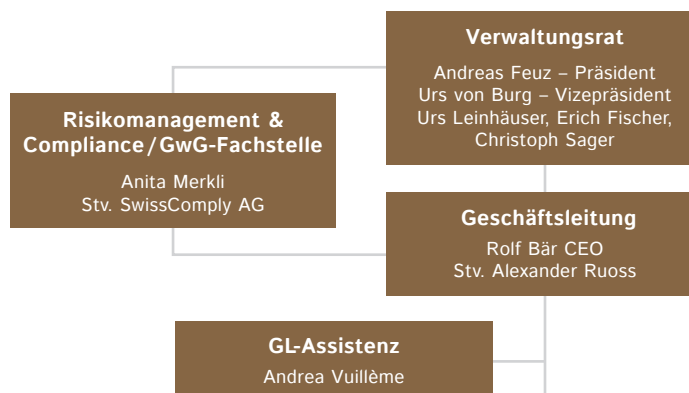 Verwaltungsrat
Andreas Feuz – Präsident
Urs von Burg – Vizepräsident
Urs Leinhäuser, Erich Fischer,
Christoph Sager
Risikomanagement &
Compliance/GwG-Fachstelle
Anita Merkli
Stv. SwissComply AG
Geschäftsleitung
Rolf Bär CEO
Stv. Alexander Ruoss
GL-Assistenz
Andrea Vuillème